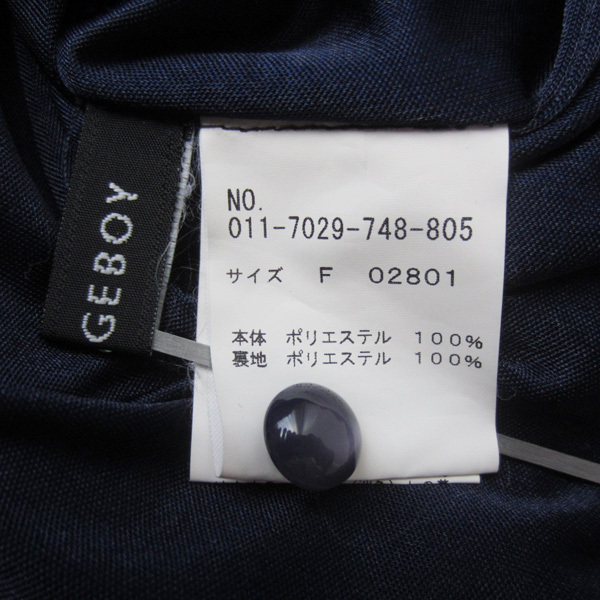 GEBOY
NO.
011-7029-748-805
サイズ F 02801
本体 ポリエステル 100%
裏地 ポリエステル 100%